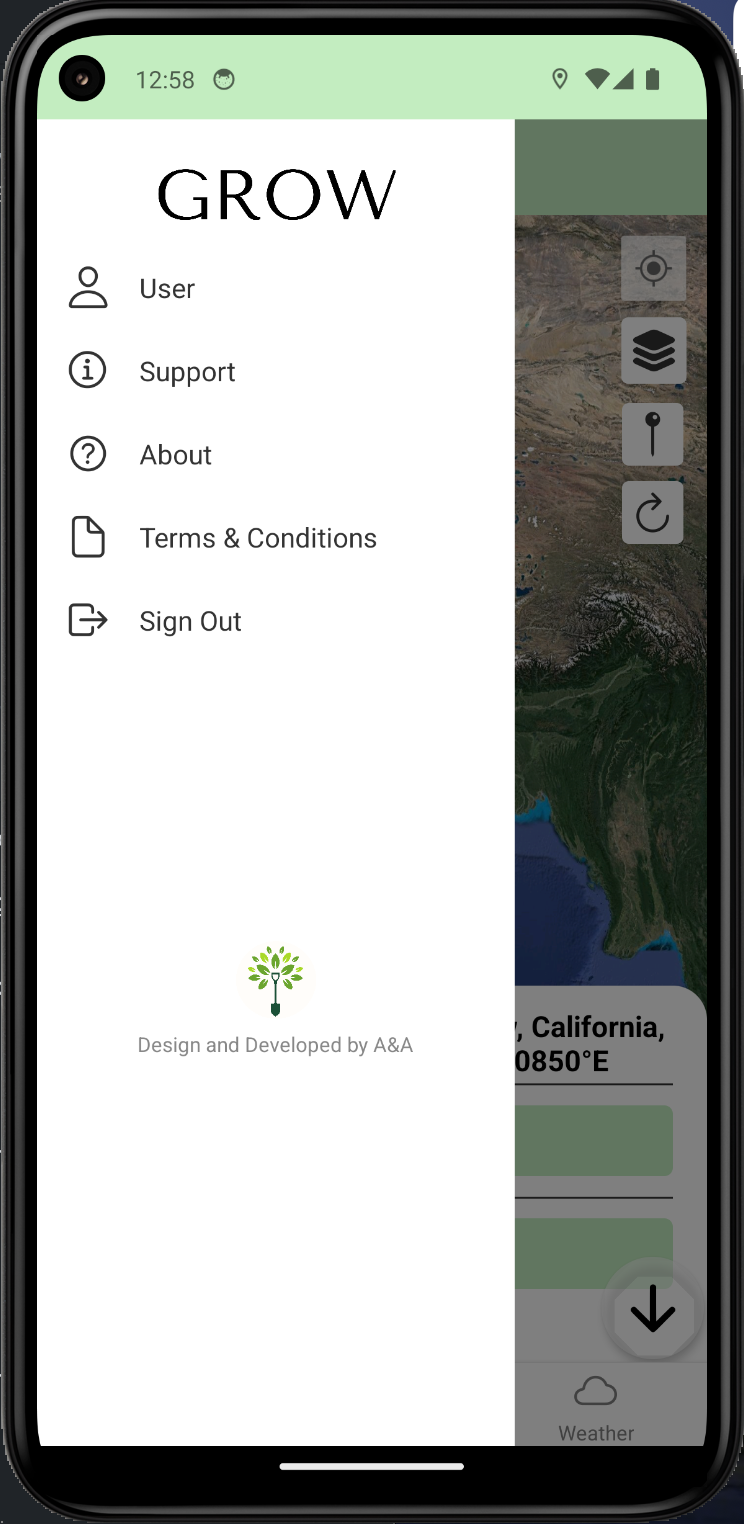 12:58
GROW
User
Support
About
Terms & Conditions
Sign Out
Design and Developed by A&A
, California,
0850°E
Weather